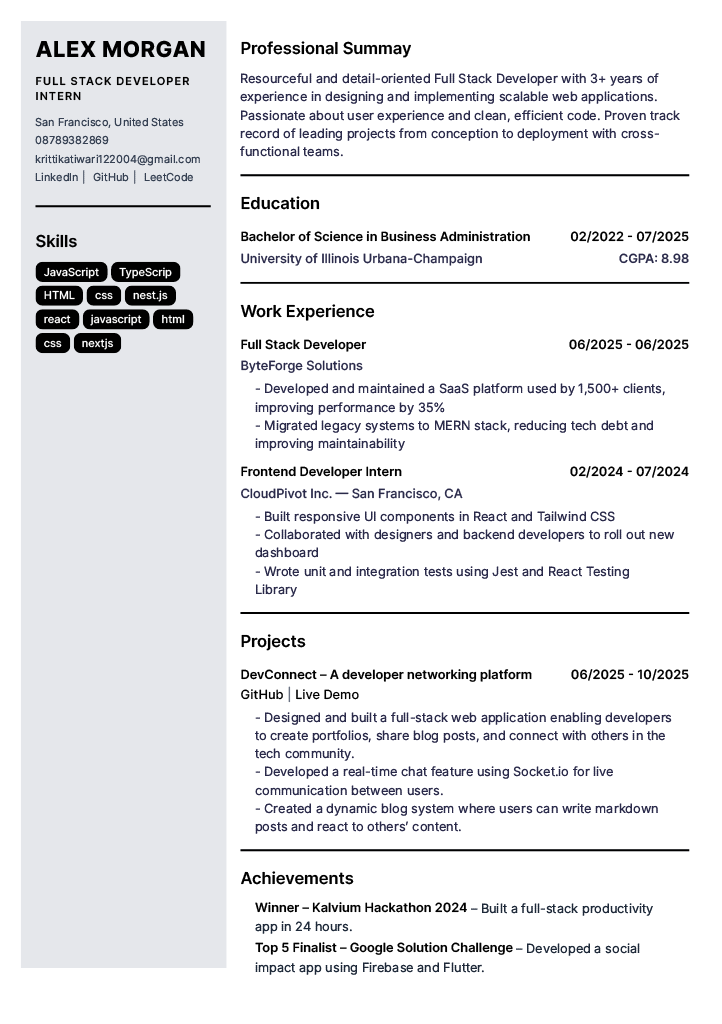 ALEX MORGAN
FULL STACK DEVELOPER
INTERN
San Francisco, United States
08789382869
krittikatiwari122004@gmail.com
LinkedIn | GitHub | LeetCode
Skills
JavaScript TypeScrip
HTML css nest.js
react javascript html
css nextjs
Professional Summay
Resourceful and detail-oriented Full Stack Developer with 3+ years of
experience in designing and implementing scalable web applications.
Passionate about user experience and clean, efficient code. Proven track
record of leading projects from conception to deployment with cross-
functional teams.
Education
Bachelor of Science in Business Administration 02/2022 - 07/2025
University of Illinois Urbana-Champaign CGPA: 8.98
Work Experience
Full Stack Developer 06/2025 - 06/2025
ByteForge Solutions
- Developed and maintained a SaaS platform used by 1,500+ clients,
improving performance by 35%
- Migrated legacy systems to MERN stack, reducing tech debt and
improving maintainability
Frontend Developer Intern 02/2024 - 07/2024
CloudPivot Inc. — San Francisco, CA
- Built responsive UI components in React and Tailwind CSS
- Collaborated with designers and backend developers to roll out new
dashboard
- Wrote unit and integration tests using Jest and React Testing
Library
Projects
DevConnect – A developer networking platform 06/2025 - 10/2025
GitHub | Live Demo
- Designed and built a full-stack web application enabling developers
to create portfolios, share blog posts, and connect with others in the
tech community.
- Developed a real-time chat feature using Socket.io for live
communication between users.
- Created a dynamic blog system where users can write markdown
posts and react to others’ content.
Achievements
Winner – Kalvium Hackathon 2024 – Built a full-stack productivity
app in 24 hours.
Top 5 Finalist – Google Solution Challenge – Developed a social
impact app using Firebase and Flutter.